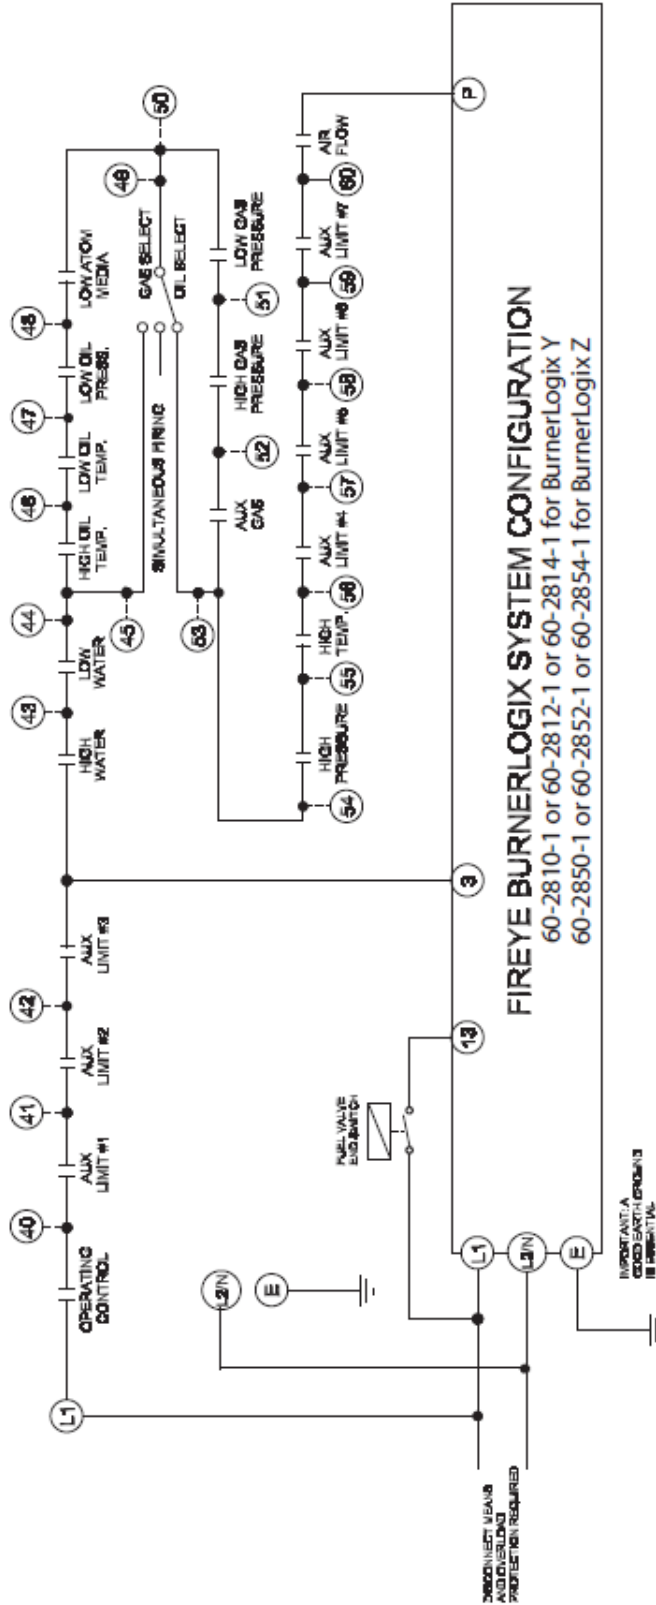 L1
OPERATING
CONTROL
40
AUX
LIMIT #1
41
AUX
LIMIT #2
42
AUX
LIMIT #3
HIGH
WATER
43
LOW
WATER
44
HIGH OIL
TEMP.
46
LOW OIL
TEMP.
47
LOW OIL
PRESS.
48
LOW ATOM
MEDIA
45
SIMULTANEOUS FIRING
GAS SELECT
OIL SELECT
49
50
53
AUX
GAS
52
HIGH GAS
PRESSURE
51
LOW GAS
PRESSURE
54
HIGH
PRESSURE
55
HIGH
TEMP.
56
AUX
LIMIT #4
57
AUX
LIMIT #5
58
AUX
LIMIT #6
59
AUX
LIMIT #7
60
AIR
FLOW
L2/N
E
FUEL VALVE
END SWITCH
13
3
P
L1
L2/N
E
FIREYE BURNERLOGIX SYSTEM CONFIGURATION
60-2810-1 or 60-2812-1 or 60-2814-1 for BurnerLogix Y
60-2850-1 or 60-2852-1 or 60-2854-1 for BurnerLogix Z
DISCONNECT MEANS
AND OVERLOAD
PROTECTION REQUIRED
IMPORTANT: A
GOOD EARTH GROUND
IS ESSENTIAL